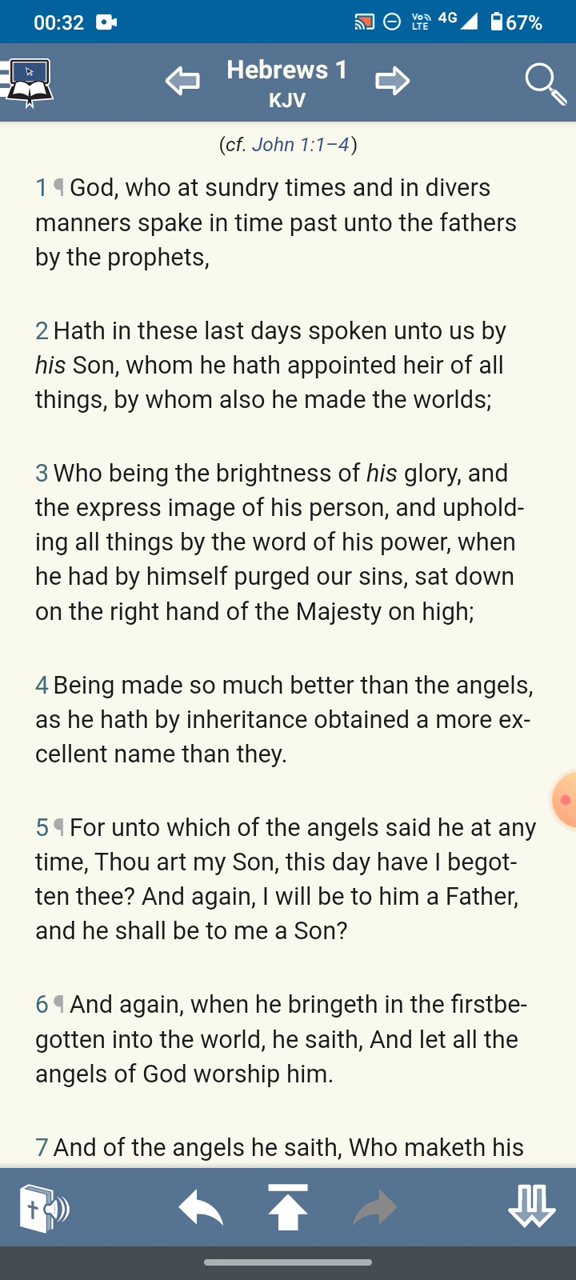 00:32 Vo)) LTE 4G 67%
Hebrews 1
KJV
(cf. John 1:1–4)
1 ¶ God, who at sundry times and in divers
manners spake in time past unto the fathers
by the prophets,
2 Hath in these last days spoken unto us by
his Son, whom he hath appointed heir of all
things, by whom also he made the worlds;
3 Who being the brightness of his glory, and
the express image of his person, and uphold-
ing all things by the word of his power, when
he had by himself purged our sins, sat down
on the right hand of the Majesty on high;
4 Being made so much better than the angels,
as he hath by inheritance obtained a more ex-
cellent name than they.
5 ¶ For unto which of the angels said he at any
time, Thou art my Son, this day have I begot-
ten thee? And again, I will be to him a Father,
and he shall be to me a Son?
6 ¶ And again, when he bringeth in the firstbe-
gotten into the world, he saith, And let all the
angels of God worship him.
7 And of the angels he saith, Who maketh his